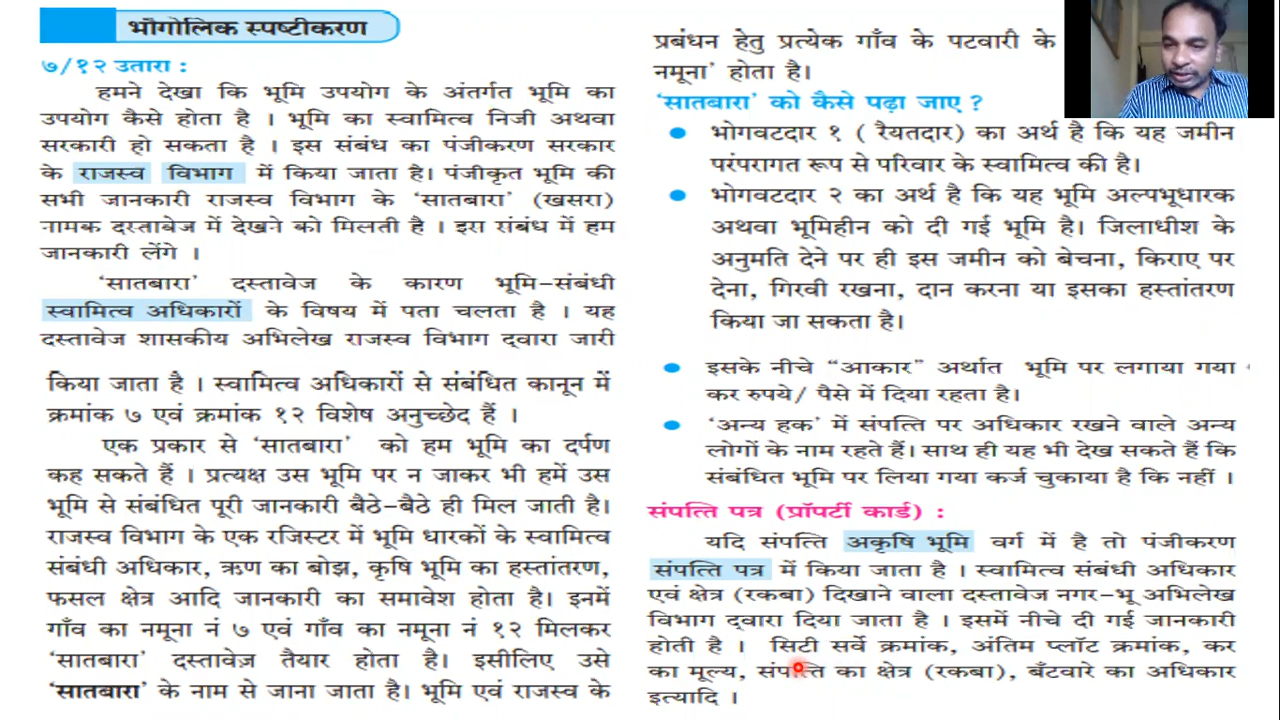 भौगोलिक स्पष्टीकरण
७/१२ उतारा :
हमने देखा कि भूमि उपयोग के अंतर्गत भूमि का
उपयोग कैसे होता है । भूमि का स्वामित्व निजी अथवा
सरकारी हो सकता है । इस संबंध का पंजीकरण सरकार
के राजस्व विभाग में किया जाता है। पंजीकृत भूमि की
सभी जानकारी राजस्व विभाग के ‘सातबारा’ (खसरा)
नामक दस्तावेज में देखने को मिलती है । इस संबंध में हम
जानकारी लेंगे ।
‘सातबारा’ दस्तावेज के कारण भूमि-संबंधी
स्वामित्व अधिकारों के विषय में पता चलता है । यह
दस्तावेज शासकीय अभिलेख राजस्व विभाग द्वारा जारी
किया जाता है । स्वामित्व अधिकारों से संबंधित कानून में
क्रमांक ७ एवं क्रमांक १२ विशेष अनुच्छेद हैं ।
एक प्रकार से ‘सातबारा’ को हम भूमि का दर्पण
कह सकते हैं । प्रत्यक्ष उस भूमि पर न जाकर भी हमें उस
भूमि से संबंधित पूरी जानकारी बैठे-बैठे ही मिल जाती है।
राजस्व विभाग के एक रजिस्टर में भूमि धारकों के स्वामित्व
संबंधी अधिकार, ऋण का बोझ, कृषि भूमि का हस्तांतरण,
फसल क्षेत्र आदि जानकारी का समावेश होता है। इनमें
गाँव का नमूना नं ७ एवं गाँव का नमूना नं १२ मिलकर
‘सातबारा’ दस्तावेज़ तैयार होता है। इसीलिए उसे
‘सातबारा’ के नाम से जाना जाता है। भूमि एवं राजस्व के
प्रबंधन हेतु प्रत्येक गाँव के पटवारी के
नमूना’ होता है।
‘सातबारा’ को कैसे पढ़ा जाए ?
● भोगवटदार १ ( रैयतदार) का अर्थ है कि यह जमीन
परंपरागत रूप से परिवार के स्वामित्व की है।
● भोगवटदार २ का अर्थ है कि यह भूमि अल्पभूधारक
अथवा भूमिहीन को दी गई भूमि है। जिलाधीश के
अनुमति देने पर ही इस जमीन को बेचना, किराए पर
देना, गिरवी रखना, दान करना या इसका हस्तांतरण
किया जा सकता है।
● इसके नीचे “आकार” अर्थात भूमि पर लगाया गया
कर रुपये/ पैसे में दिया रहता है।
● ‘अन्य हक’ में संपत्ति पर अधिकार रखने वाले अन्य
लोगों के नाम रहते हैं। साथ ही यह भी देख सकते हैं कि
संबंधित भूमि पर लिया गया कर्ज चुकाया है कि नहीं ।
संपत्ति पत्र (प्रॉपर्टी कार्ड) :
यदि संपत्ति अकृषि भूमि वर्ग में है तो पंजीकरण
संपत्ति पत्र में किया जाता है । स्वामित्व संबंधी अधिकार
एवं क्षेत्र (रकबा) दिखाने वाला दस्तावेज नगर-भू अभिलेख
विभाग द्वारा दिया जाता है । इसमें नीचे दी गई जानकारी
होती है । सिटी सर्वे क्रमांक, अंतिम प्लॉट क्रमांक, कर
का मूल्य, संपत्ति का क्षेत्र (रकबा), बँटवारे का अधिकार
इत्यादि ।